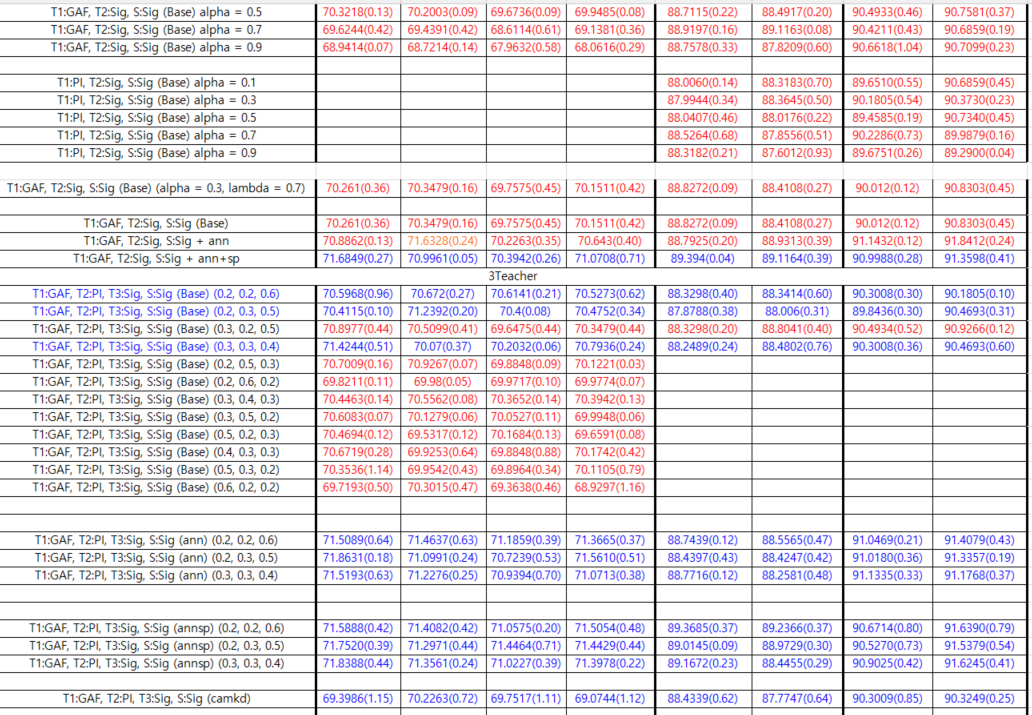 T1:GAF, T2:Sig, S:Sig (Base) alpha = 0.5 70.3218(0.13) 70.2003(0.09) 69.6736(0.09) 69.9485(0.08) 88.7115(0.22) 88.4917(0.20) 90.4933(0.46) 90.7581(0.37)
T1:GAF, T2:Sig, S:Sig (Base) alpha = 0.7 69.6244(0.42) 69.4391(0.42) 68.6114(0.61) 69.1381(0.36) 88.9197(0.16) 89.1163(0.08) 90.4211(0.43) 90.6859(0.19)
T1:GAF, T2:Sig, S:Sig (Base) alpha = 0.9 68.9414(0.07) 68.7214(0.14) 67.9632(0.58) 68.0616(0.29) 88.7578(0.33) 87.8209(0.60) 90.6618(1.04) 90.7099(0.23)
T1:PI, T2:Sig, S:Sig (Base) alpha = 0.1 88.0060(0.14) 88.3183(0.70) 89.6510(0.55) 90.6859(0.45)
T1:PI, T2:Sig, S:Sig (Base) alpha = 0.3 87.9944(0.34) 88.3645(0.50) 90.1805(0.54) 90.3730(0.23)
T1:PI, T2:Sig, S:Sig (Base) alpha = 0.5 88.0407(0.46) 88.0176(0.22) 89.4585(0.19) 90.7340(0.45)
T1:PI, T2:Sig, S:Sig (Base) alpha = 0.7 88.5264(0.68) 87.8556(0.51) 90.2286(0.73) 89.9879(0.16)
T1:PI, T2:Sig, S:Sig (Base) alpha = 0.9 88.3182(0.21) 87.6012(0.93) 89.6751(0.26) 89.2900(0.04)
T1:GAF, T2:Sig, S:Sig (Base) (alpha = 0.3, lambda = 0.7) 70.261(0.36) 70.3479(0.16) 69.7575(0.45) 70.1511(0.42) 88.8272(0.09) 88.4108(0.27) 90.012(0.12) 90.8303(0.45)
T1:GAF, T2:Sig, S:Sig (Base) 70.261(0.36) 70.3479(0.16) 69.7575(0.45) 70.1511(0.42) 88.8272(0.09) 88.4108(0.27) 90.012(0.12) 90.8303(0.45)
T1:GAF, T2:Sig, S:Sig + ann 70.8862(0.13) 71.6328(0.24) 70.2263(0.35) 70.643(0.40) 88.7925(0.20) 88.9313(0.39) 91.1432(0.12) 91.8412(0.24)
T1:GAF, T2:Sig, S:Sig + ann+sp 71.6849(0.27) 70.9961(0.05) 70.3942(0.26) 71.0708(0.71) 89.394(0.04) 89.1164(0.39) 90.9988(0.28) 91.3598(0.41)
3Teacher
T1:GAF, T2:PI, T3:Sig, S:Sig (Base) (0.2, 0.2, 0.6) 70.5968(0.96) 70.672(0.27) 70.6141(0.21) 70.5273(0.62) 88.3298(0.40) 88.3414(0.60) 90.3008(0.30) 90.1805(0.10)
T1:GAF, T2:PI, T3:Sig, S:Sig (Base) (0.2, 0.3, 0.5) 70.4115(0.10) 71.2392(0.20) 70.4(0.08) 70.4752(0.34) 87.8788(0.38) 88.006(0.31) 89.8436(0.30) 90.4693(0.31)
T1:GAF, T2:PI, T3:Sig, S:Sig (Base) (0.3, 0.2, 0.5) 70.8977(0.44) 70.5099(0.41) 69.6475(0.44) 70.3479(0.44) 88.3298(0.20) 88.8041(0.40) 90.4934(0.52) 90.9266(0.12)
T1:GAF, T2:PI, T3:Sig, S:Sig (Base) (0.3, 0.3, 0.4) 71.4244(0.51) 70.07(0.37) 70.2032(0.06) 70.7936(0.24) 88.2489(0.24) 88.4802(0.76) 90.3008(0.36) 90.4693(0.60)
T1:GAF, T2:PI, T3:Sig, S:Sig (Base) (0.2, 0.5, 0.3) 70.7009(0.16) 70.9267(0.07) 69.8848(0.09) 70.1221(0.03)
T1:GAF, T2:PI, T3:Sig, S:Sig (Base) (0.2, 0.6, 0.2) 69.8211(0.11) 69.98(0.05) 69.9717(0.10) 69.9774(0.07)
T1:GAF, T2:PI, T3:Sig, S:Sig (Base) (0.3, 0.4, 0.3) 70.4463(0.14) 70.5562(0.08) 70.3652(0.14) 70.3942(0.13)
T1:GAF, T2:PI, T3:Sig, S:Sig (Base) (0.3, 0.5, 0.2) 70.6083(0.07) 70.1279(0.06) 70.0527(0.11) 69.9948(0.06)
T1:GAF, T2:PI, T3:Sig, S:Sig (Base) (0.5, 0.2, 0.3) 70.4694(0.12) 69.5317(0.12) 70.1684(0.13) 69.6591(0.08)
T1:GAF, T2:PI, T3:Sig, S:Sig (Base) (0.4, 0.3, 0.3) 70.6719(0.28) 69.9253(0.64) 69.8848(0.88) 70.1742(0.42)
T1:GAF, T2:PI, T3:Sig, S:Sig (Base) (0.5, 0.3, 0.2) 70.3536(1.14) 69.9542(0.43) 69.8964(0.34) 70.1105(0.79)
T1:GAF, T2:PI, T3:Sig, S:Sig (Base) (0.6, 0.2, 0.2) 69.7193(0.50) 70.3015(0.47) 69.3638(0.46) 68.9297(1.16)
T1:GAF, T2:PI, T3:Sig, S:Sig (ann) (0.2, 0.2, 0.6) 71.5089(0.64) 71.4637(0.63) 71.1859(0.39) 71.3665(0.37) 88.7439(0.12) 88.5565(0.47) 91.0469(0.21) 91.4079(0.43)
T1:GAF, T2:PI, T3:Sig, S:Sig (ann) (0.2, 0.3, 0.5) 71.8631(0.18) 71.0991(0.24) 70.7239(0.53) 71.5610(0.51) 88.4397(0.43) 88.4247(0.42) 91.0180(0.36) 91.3357(0.19)
T1:GAF, T2:PI, T3:Sig, S:Sig (ann) (0.3, 0.3, 0.4) 71.5193(0.63) 71.2276(0.25) 70.9394(0.70) 71.0713(0.38) 88.7716(0.12) 88.2581(0.48) 91.1335(0.33) 91.1768(0.37)
T1:GAF, T2:PI, T3:Sig, S:Sig (annsp) (0.2, 0.2, 0.6) 71.5888(0.42) 71.4082(0.42) 71.0575(0.20) 71.5054(0.48) 89.3685(0.37) 89.2366(0.37) 90.6714(0.80) 91.6390(0.79)
T1:GAF, T2:PI, T3:Sig, S:Sig (annsp) (0.2, 0.3, 0.5) 71.7520(0.39) 71.2971(0.44) 71.4464(0.71) 71.4429(0.44) 89.0145(0.09) 88.9729(0.30) 90.5270(0.73) 91.5379(0.54)
T1:GAF, T2:PI, T3:Sig, S:Sig (annsp) (0.3, 0.3, 0.4) 71.8388(0.44) 71.3561(0.24) 71.0227(0.39) 71.3978(0.22) 89.1672(0.23) 88.4455(0.29) 90.9025(0.42) 91.6245(0.41)
T1:GAF, T2:PI, T3:Sig, S:Sig (camkd) 69.3986(1.15) 70.2263(0.72) 69.7517(1.11) 69.0744(1.12) 88.4339(0.62) 87.7747(0.64) 90.3009(0.85) 90.3249(0.25)